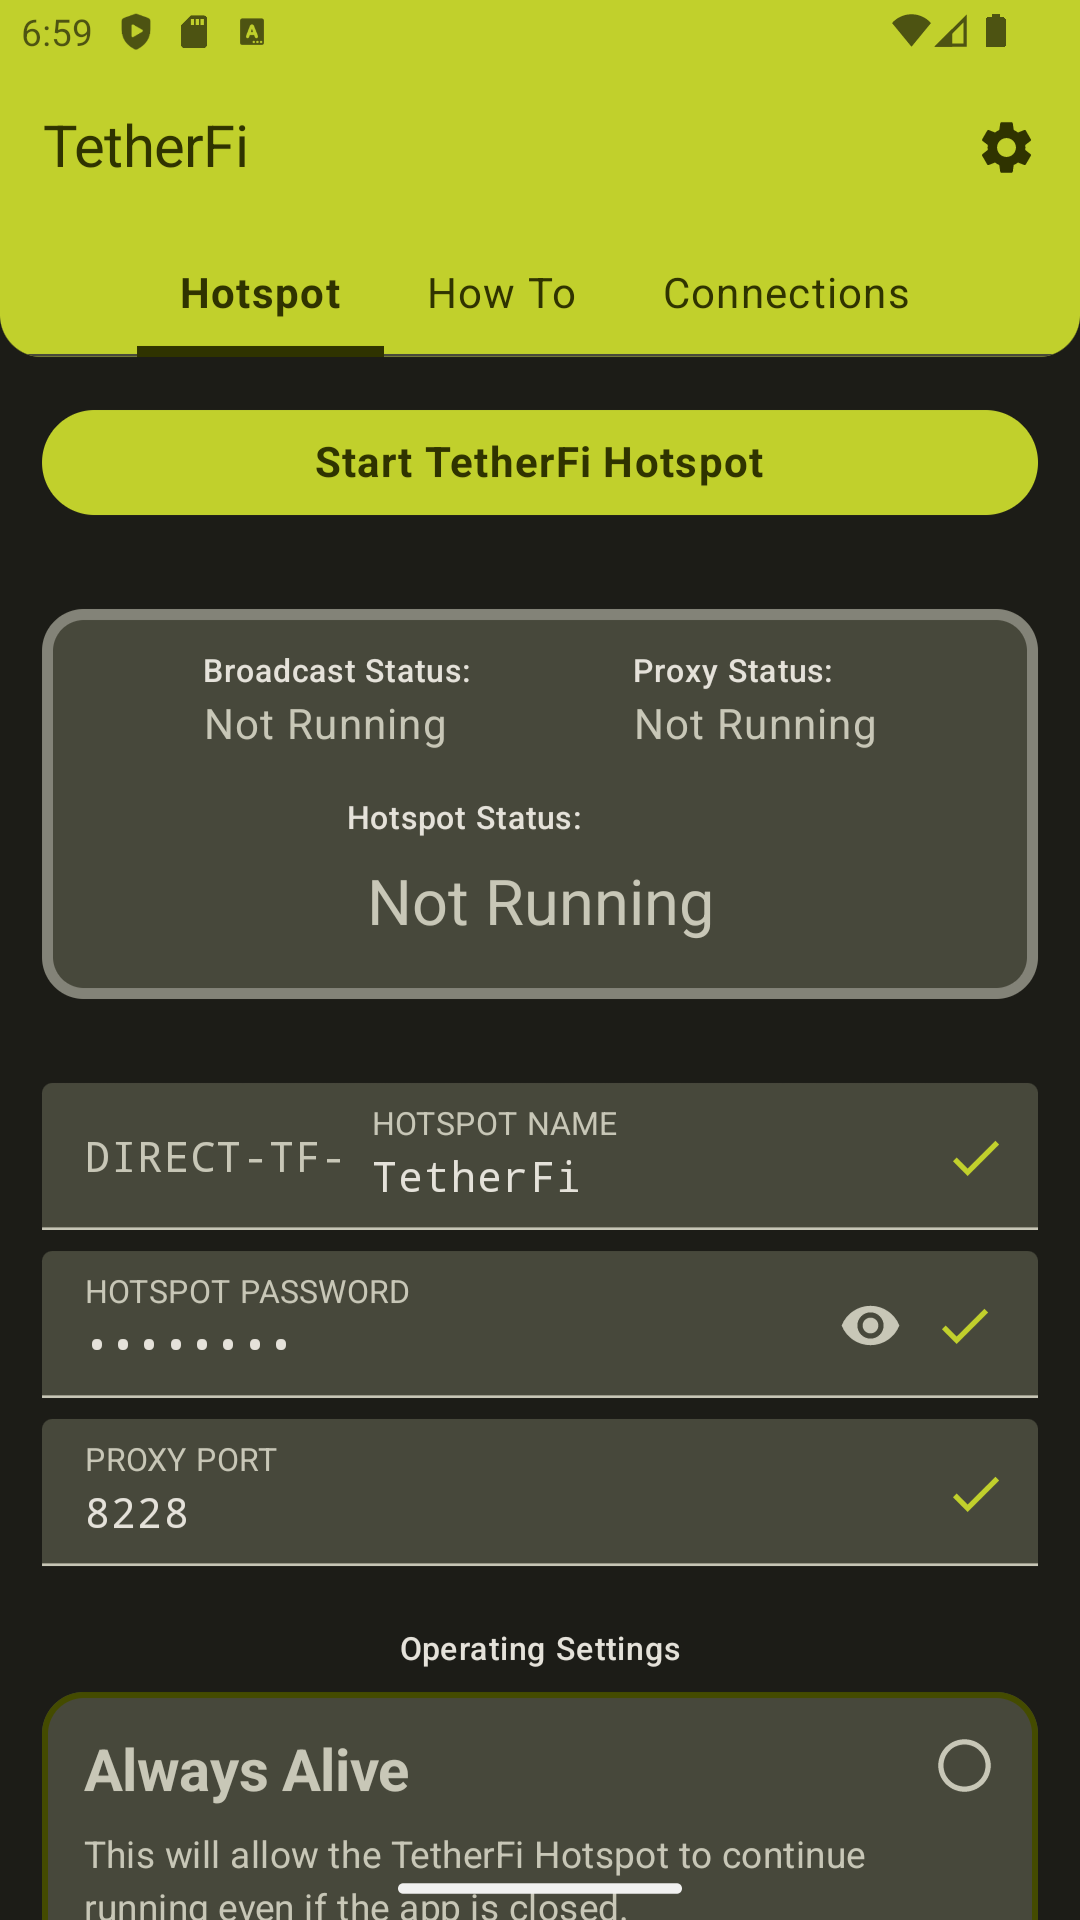 6:59
TetherFi
Hotspot
How To
Connections
Start TetherFi Hotspot
Broadcast Status:
Proxy Status:
Not Running
Not Running
Hotspot Status:
Not Running
HOTSPOT NAME
DIRECT-TF-
TetherFi
HOTSPOT PASSWORD
••••••••
PROXY PORT
8228
Operating Settings
Always Alive
This will allow the TetherFi Hotspot to continue
running even if the app is closed.